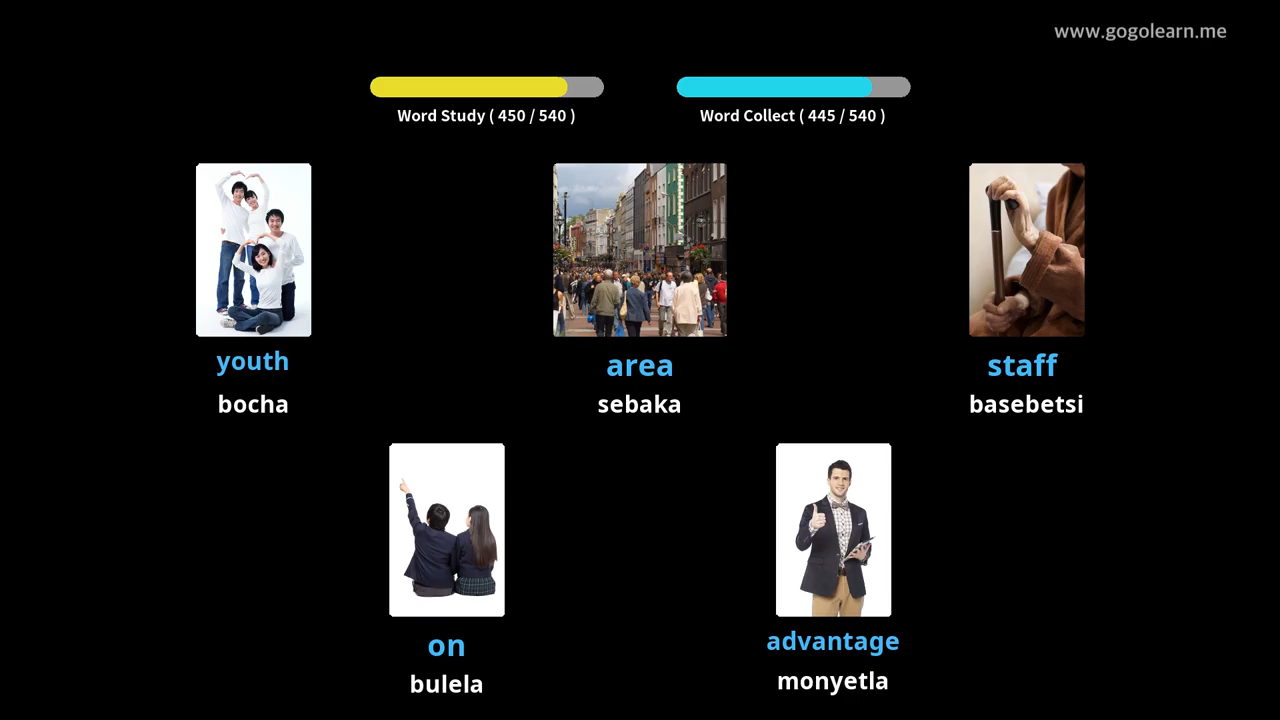 www.gogolearn.me
Word Study ( 450 / 540 )
Word Collect ( 445 / 540 )
youth
bocha
area
sebaka
staff
basebetsi
on
bulela
advantage
monyetla